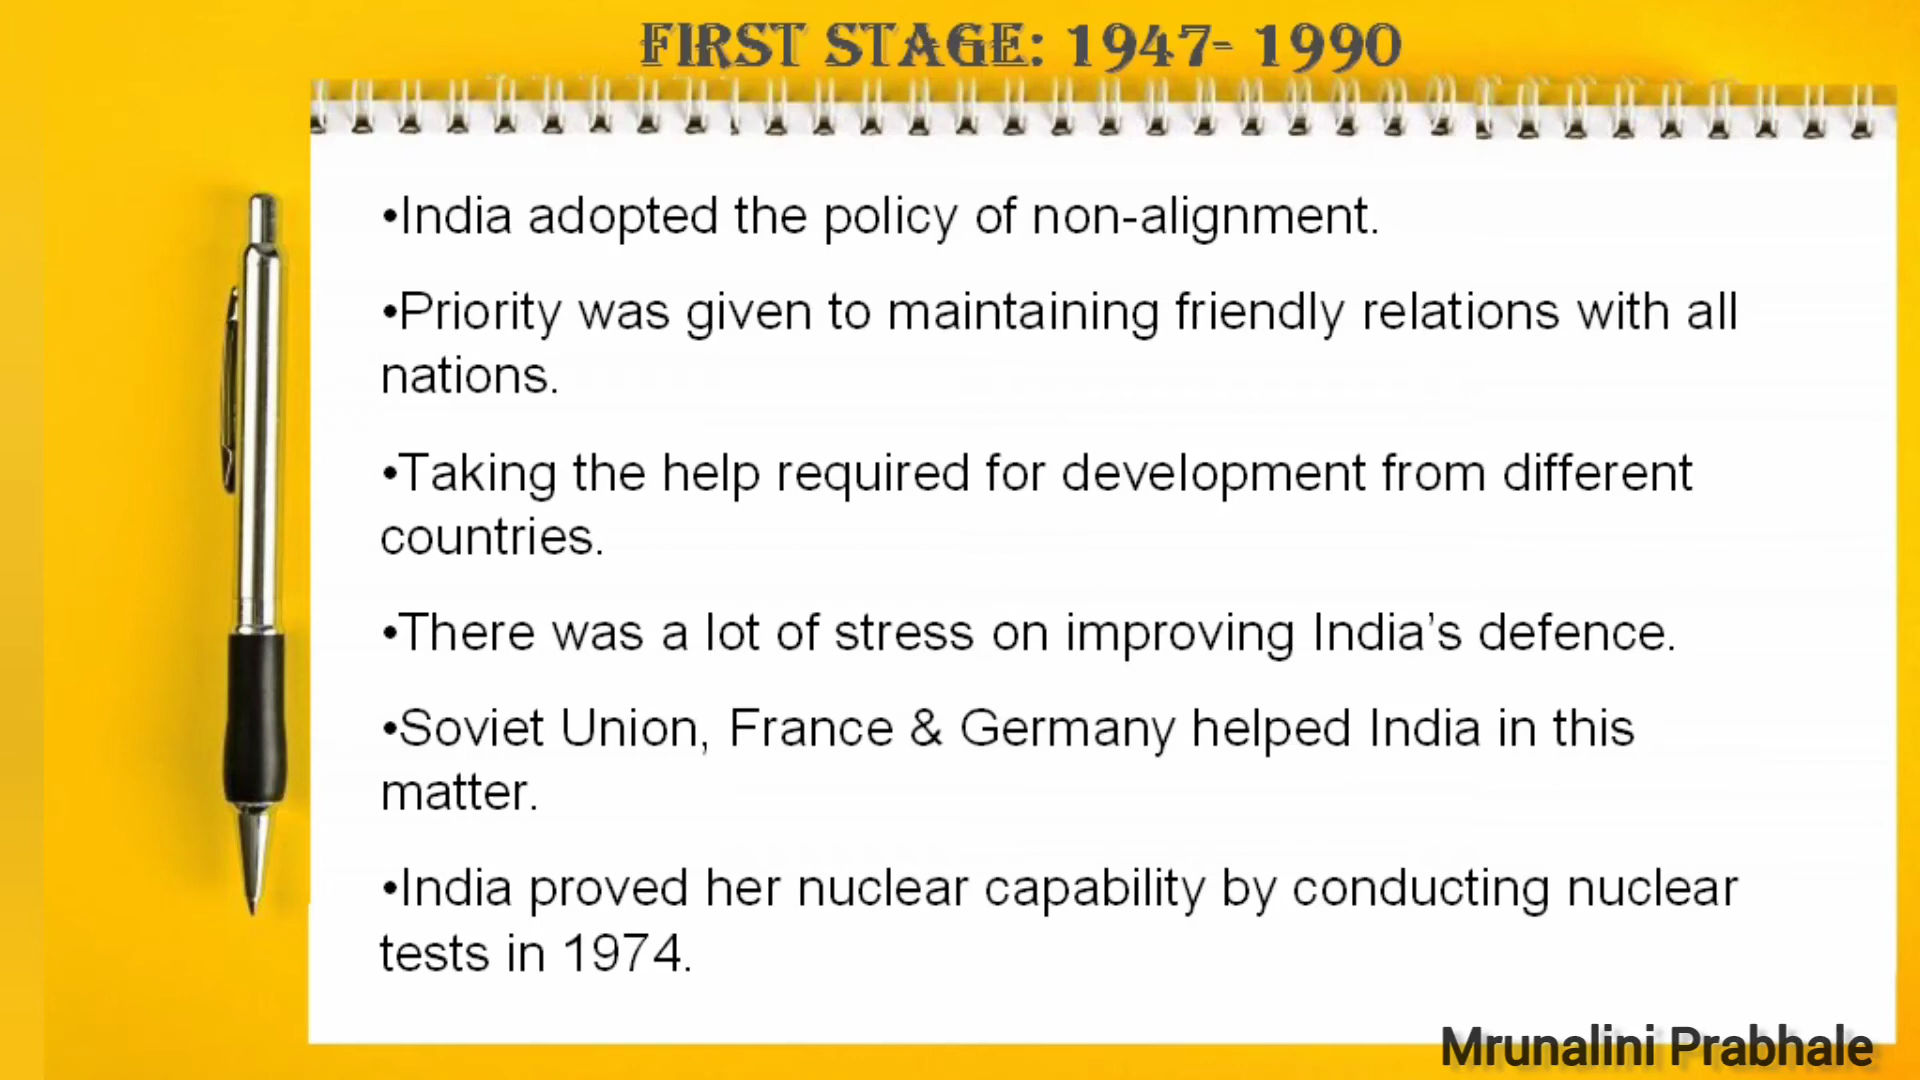 FIRST STAGE: 1947- 1990
•India adopted the policy of non-alignment.
•Priority was given to maintaining friendly relations with all
nations.
•Taking the help required for development from different
countries.
•There was a lot of stress on improving India’s defence.
•Soviet Union, France & Germany helped India in this
matter.
•India proved her nuclear capability by conducting nuclear
tests in 1974.
Mrunalini Prabhale